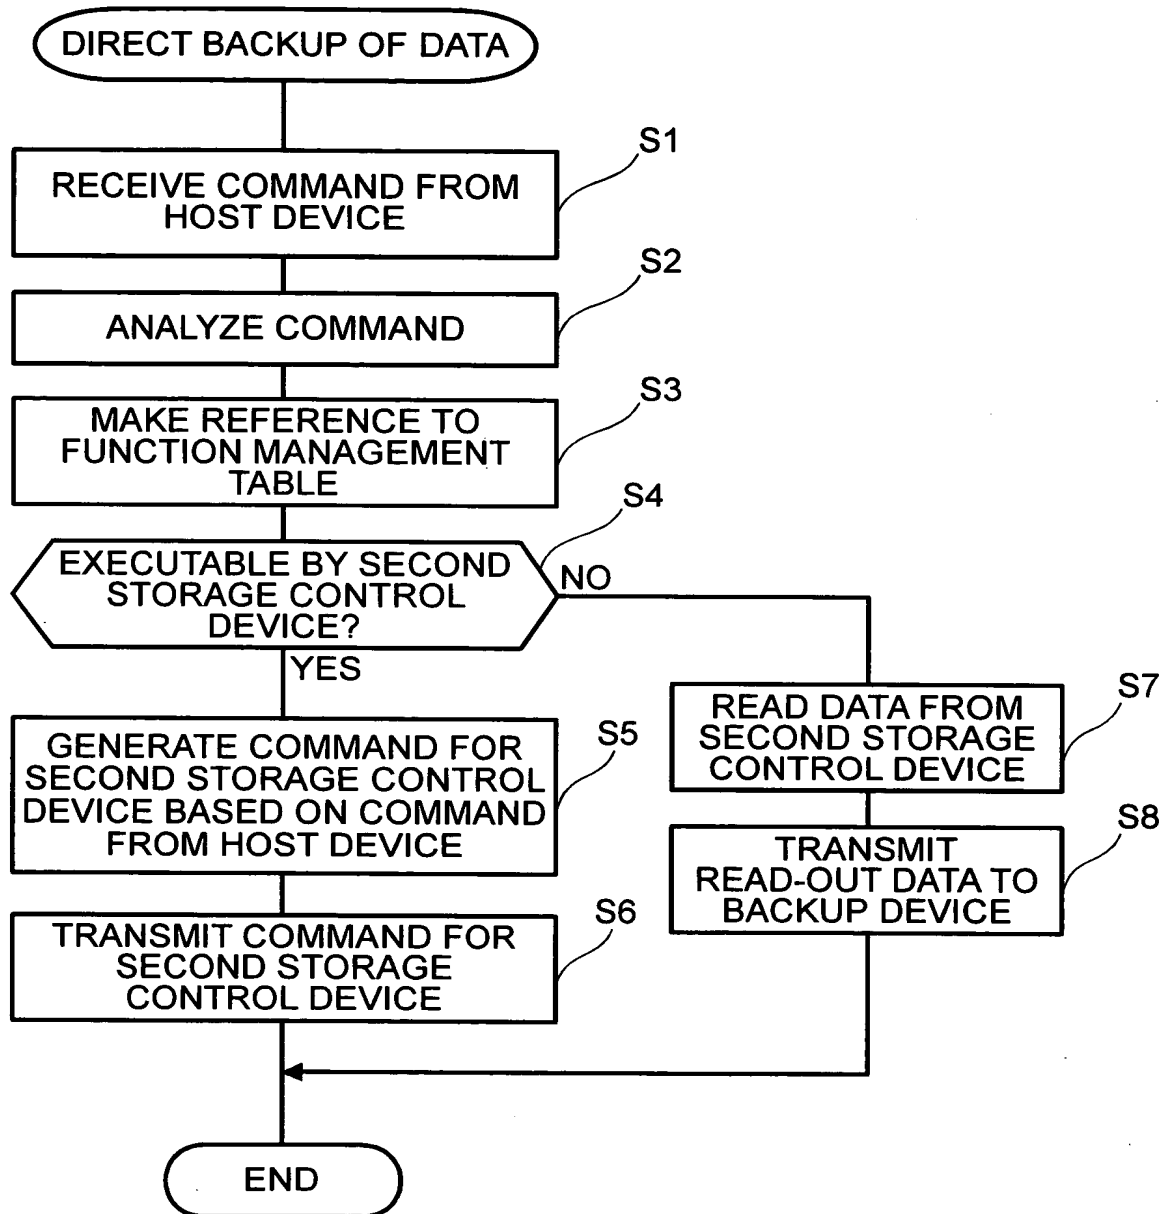 DIRECT BACKUP OF DATA
S1
RECEIVE COMMAND FROM
HOST DEVICE
S2
ANALYZE COMMAND
S3
MAKE REFERENCE TO
FUNCTION MANAGEMENT
TABLE
S4
EXECUTABLE BY SECOND
STORAGE CONTROL
DEVICE?
NO
YES
S5
GENERATE COMMAND FOR
SECOND STORAGE CONTROL
DEVICE BASED ON COMMAND
FROM HOST DEVICE
S6
TRANSMIT COMMAND FOR
SECOND STORAGE
CONTROL DEVICE
S7
READ DATA FROM
SECOND STORAGE
CONTROL DEVICE
S8
TRANSMIT
READ-OUT DATA TO
BACKUP DEVICE
END